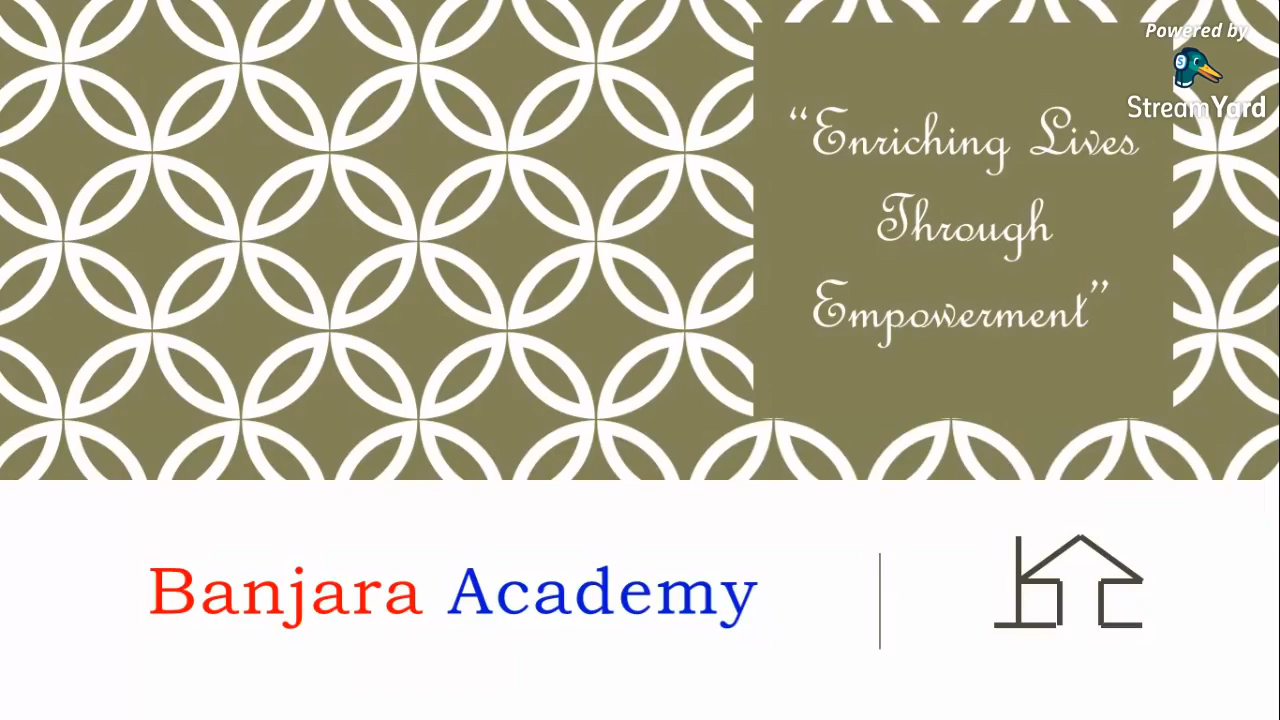 Powered by
StreamYard
“Enriching Lives
Through
Empowerment”
Banjara Academy